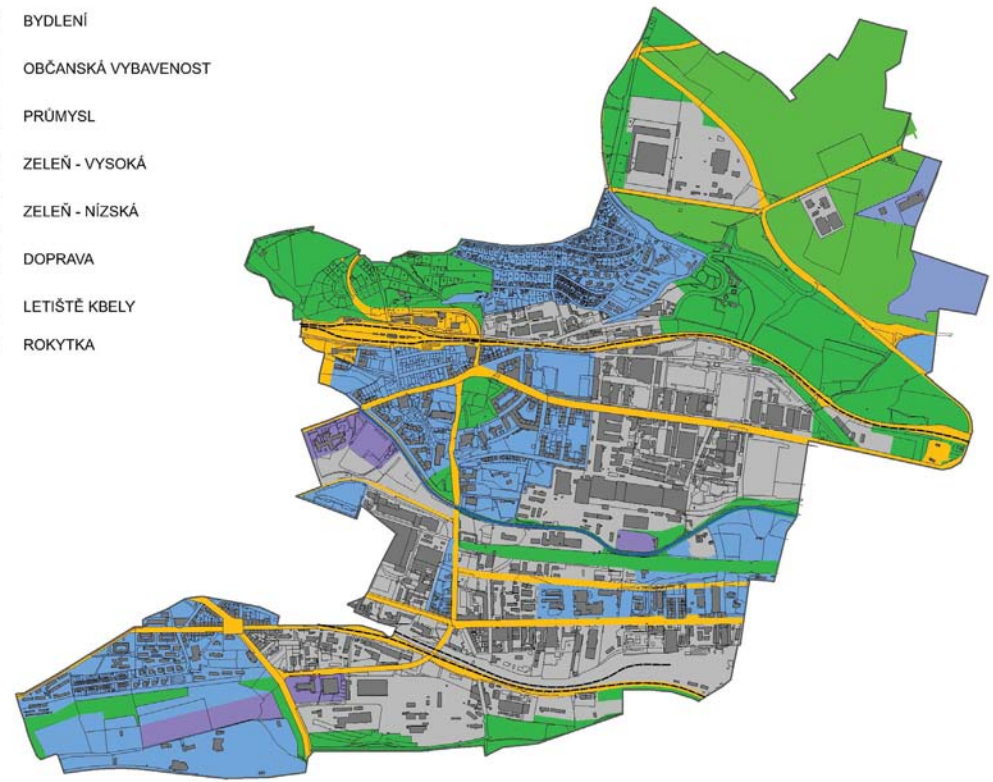 BYDLENÍ
OBČANSKÁ VYBAVENOST
PRŮMYSL
ZELEŇ - VYSOKÁ
ZELEŇ - NÍZSKÁ
DOPRAVA
LETIŠTĚ KBELY
ROKYTKA